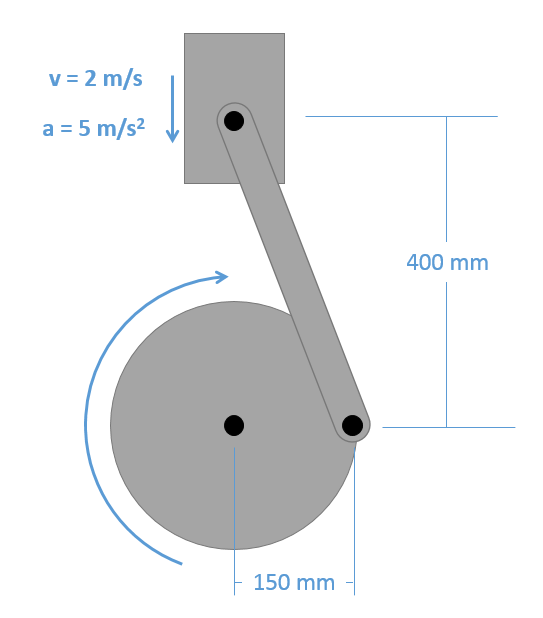 v = 2 m/s
a = 5 m/s²
400 mm
150 mm